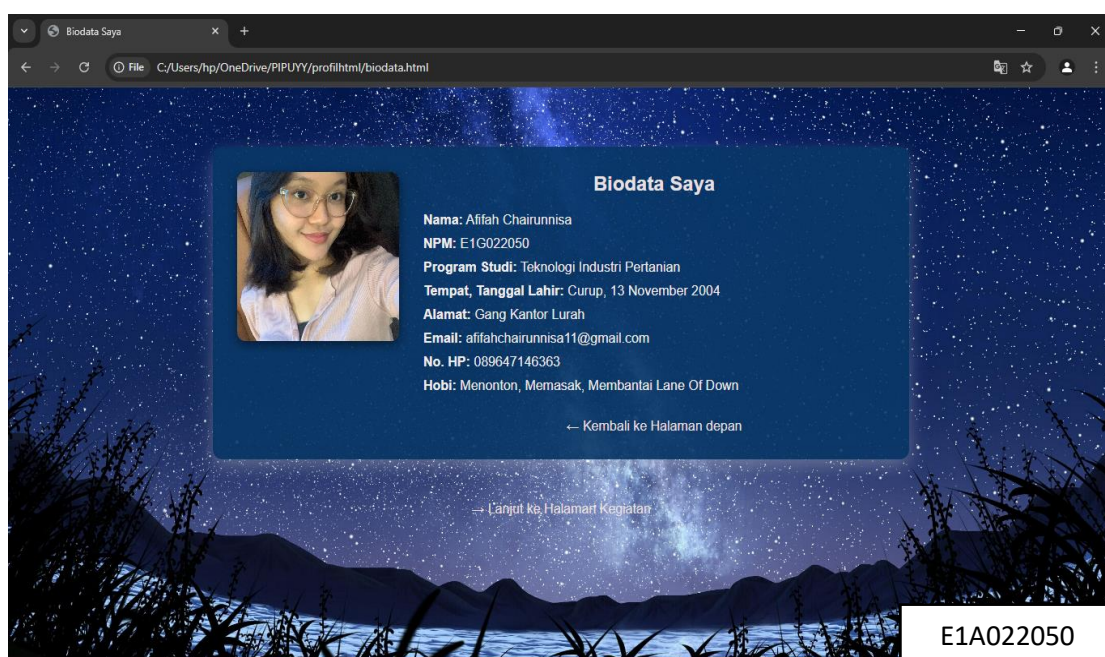 Biodata Saya
File C:/Users/hp/OneDrive/PIPUYY/profilhtml/biodata.html
Biodata Saya
Nama: Afifah Chairunnisa
NPM: E1G022050
Program Studi: Teknologi Industri Pertanian
Tempat, Tanggal Lahir: Curup, 13 November 2004
Alamat: Gang Kantor Lurah
Email: afifahchairunnisa11@gmail.com
No. HP: 089647146363
Hobi: Menonton, Memasak, Membantai Lane Of Down
← Kembali ke Halaman depan
→ Lanjut ke Halaman Kegiatan
E1A022050